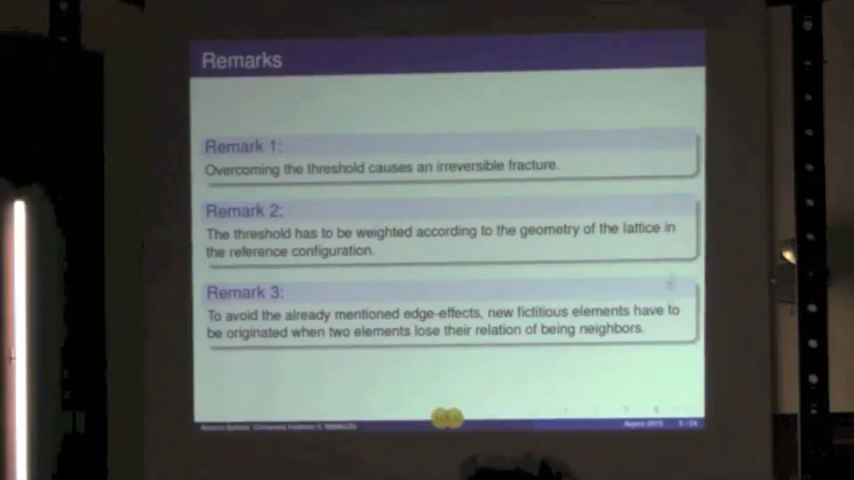 Remarks
Remark 1:
Overcoming the threshold causes an irreversible fracture.
Remark 2:
The threshold has to be weighted according to the geometry of the lattice in
the reference configuration.
Remark 3:
To avoid the already mentioned edge-effects, new fictitious elements have to
be originated when two elements lose their relation of being neighbors.